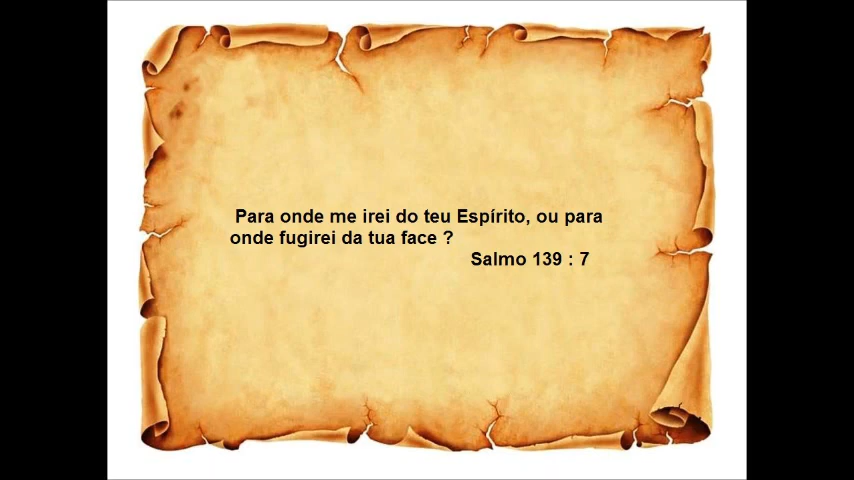 Para onde me irei do teu Espírito, ou para
onde fugirei da tua face ?
Salmo 139 : 7